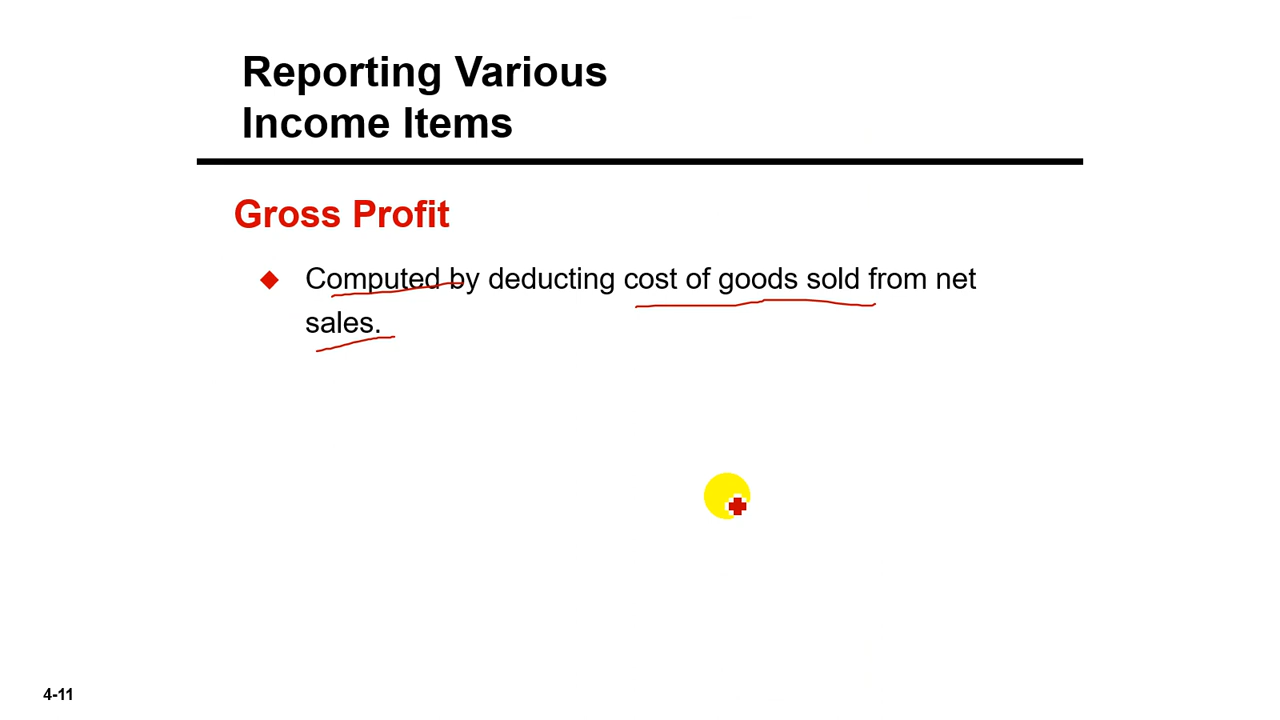 Reporting Various
Income Items
Gross Profit
Computed by deducting cost of goods sold from net
sales.
4-11